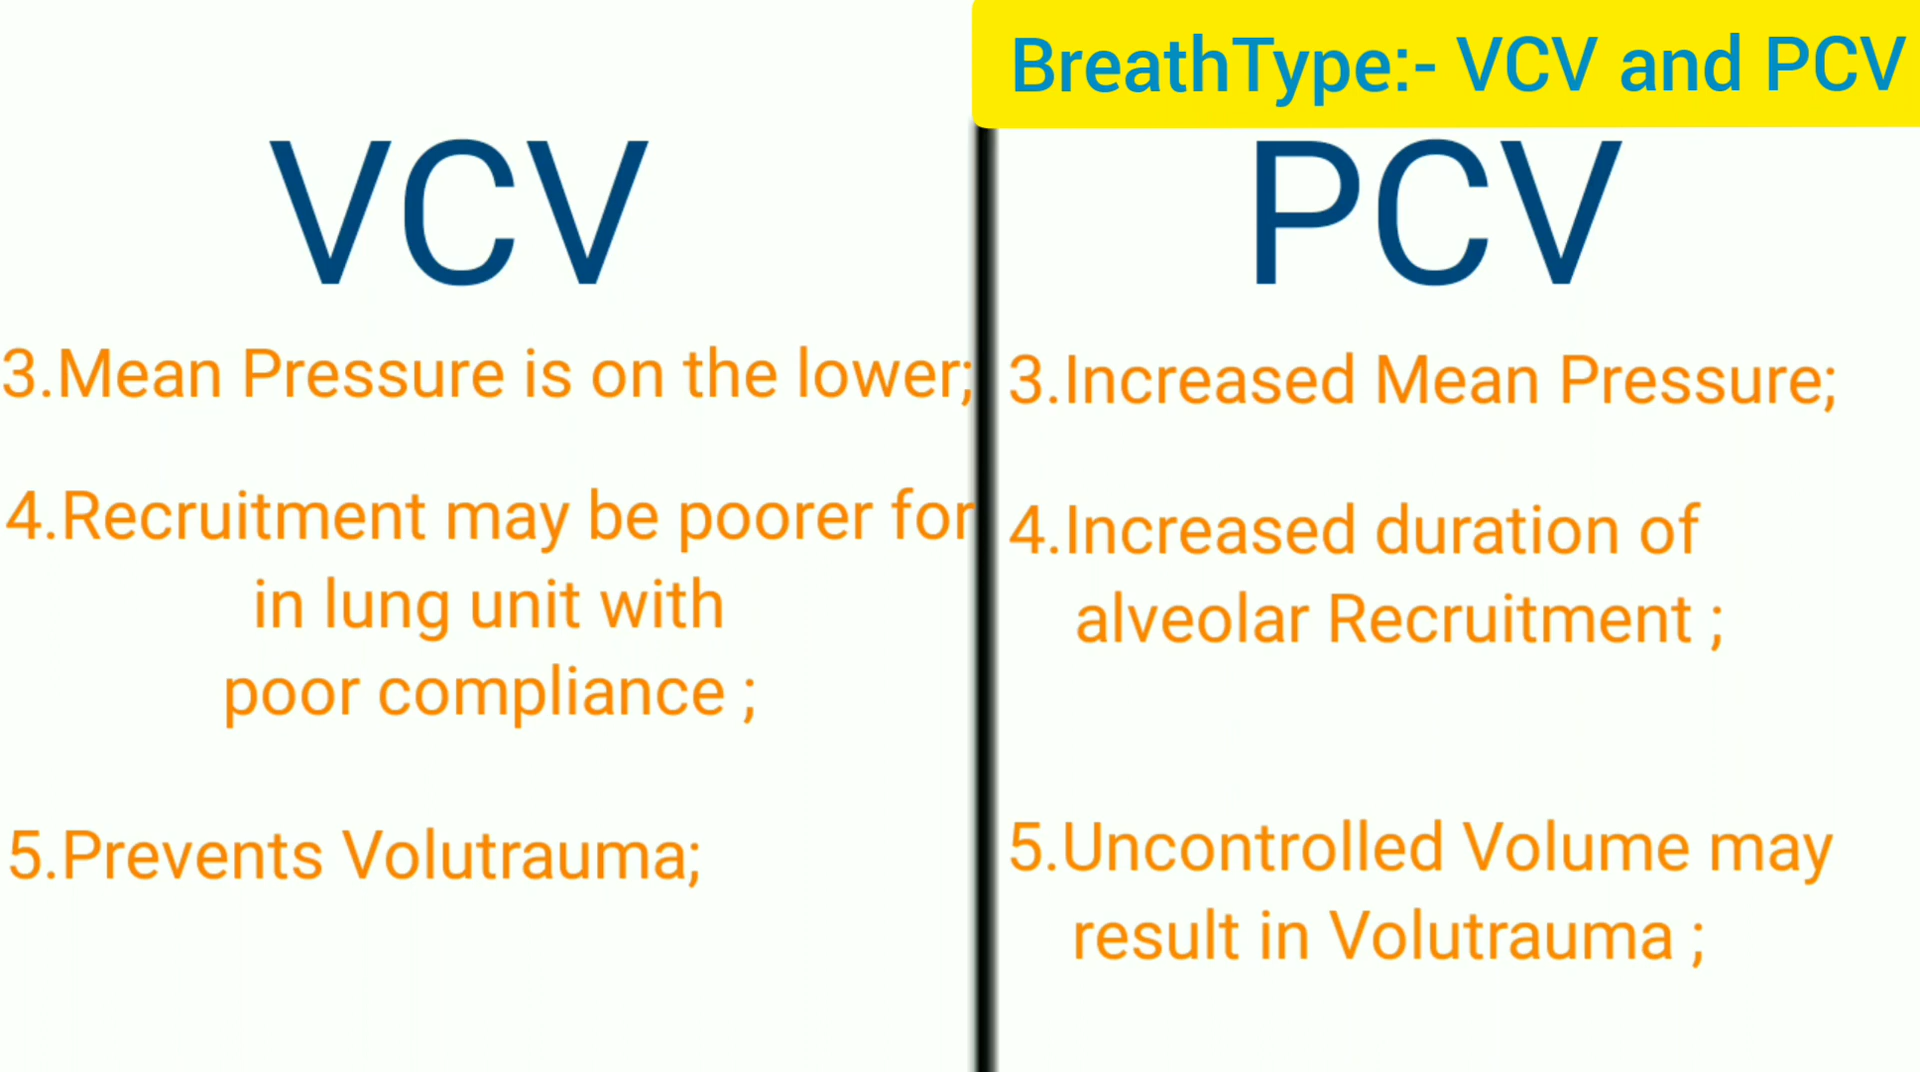 BreathType:- VCV and PCV
VCV
3.Mean Pressure is on the lower;
4.Recruitment may be poorer for
in lung unit with
poor compliance ;
5.Prevents Volutrauma;
PCV
3.Increased Mean Pressure;
4.Increased duration of
alveolar Recruitment ;
5.Uncontrolled Volume may
result in Volutrauma ;